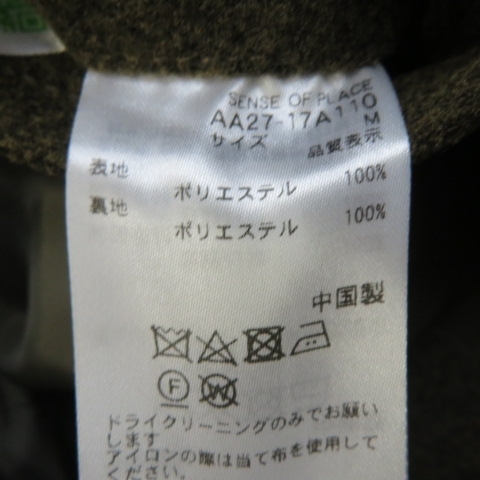 SENSE OF PLACE
AA27-17A110
サイズ M
品質表示
表地
ポリエステル 100%
裏地
ポリエステル 100%
中国製
F W
ドライクリーニングのみでお願い
します
アイロンの際は当て布を使用して
ください。